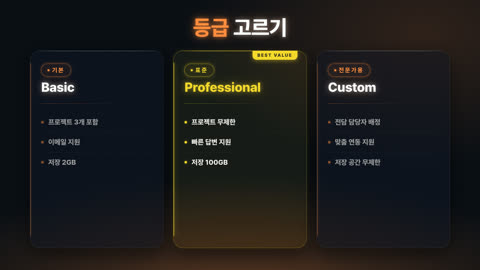 등급 고르기
기본
Basic
프로젝트 3개 포함
이메일 지원
저장 2GB
BEST VALUE
표준
Professional
프로젝트 무제한
빠른 답변 지원
저장 100GB
전문가용
Custom
전담 담당자 배정
맞춤 연동 지원
저장 공간 무제한